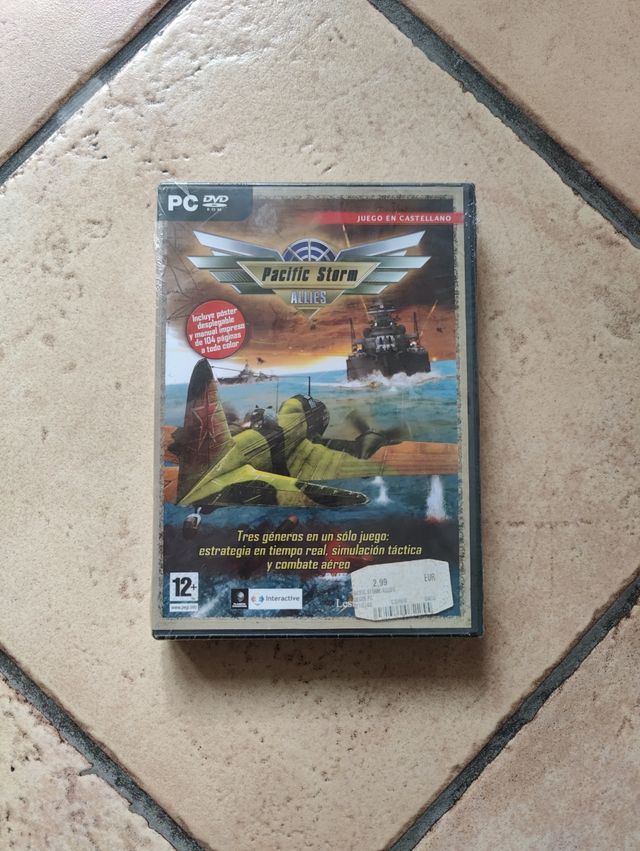 PC DVD
ROM
JUEGO EN CASTELLANO
Pacific Storm
ALLIES
Incluye póster
desplegable
y manual impreso
de 104 páginas
a todo color
Tres géneros en un sólo juego:
estrategia en tiempo real, simulación táctica
y combate aéreo
12+
www.pegi.info
Interactive
2.99 EUR